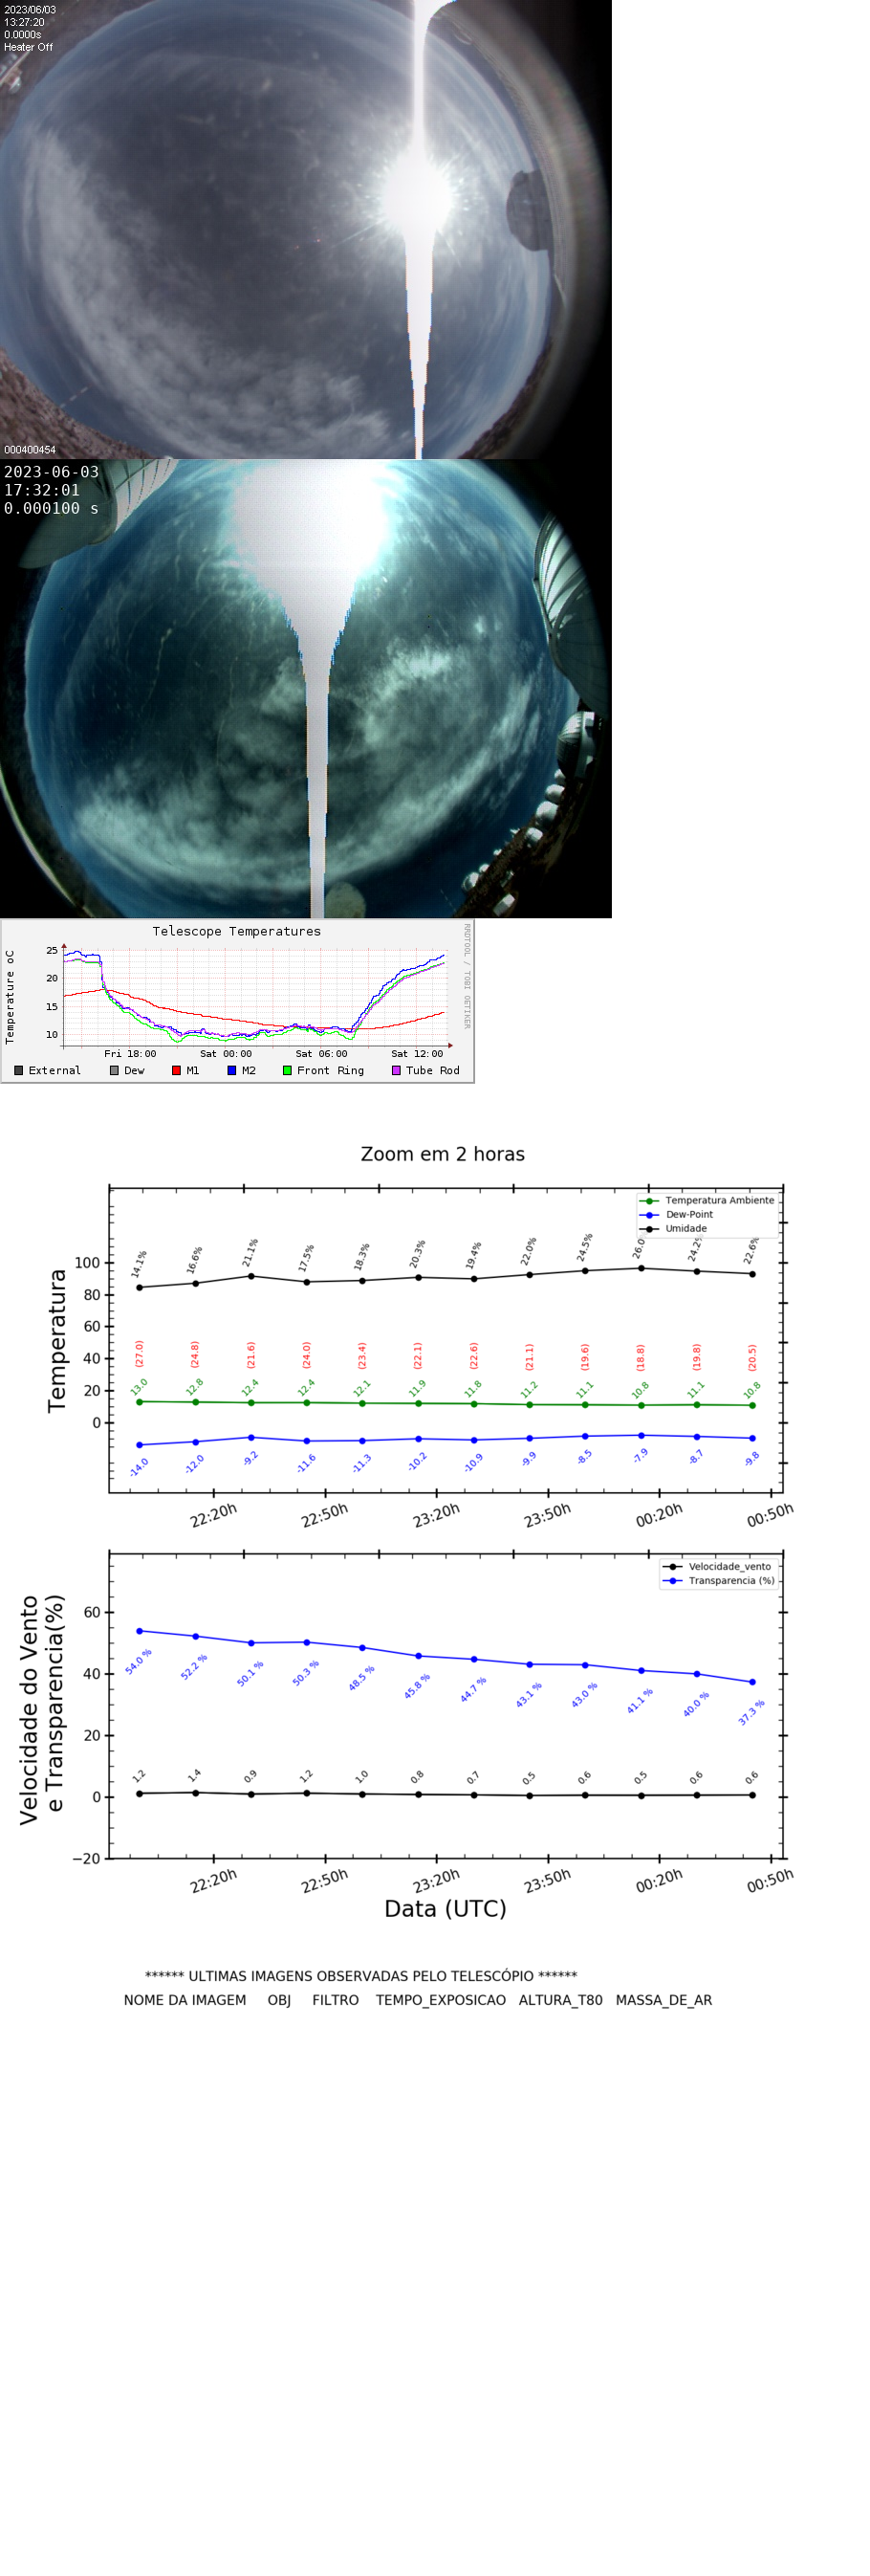 2023/06/03
13:27:20
0.0000s
Heater Off
000400454
2023-06-03
17:32:01
0.000100 s
Telescope Temperatures
RRDTOOL / TOBI OETIKER
Temperature oC
25
20
15
10
Fri 18:00 Sat 00:00 Sat 06:00 Sat 12:00
External Dew M1 M2 Front Ring Tube Rod
Zoom em 2 horas
Temperatura Ambiente
Dew-Point
Umidade
Temperatura
100
80
60
40
20
0
14.1% 16.6% 21.1% 17.5% 18.3% 20.3% 19.4% 22.0% 24.5% 26.0 24.2% 22.6%
(27.0) (24.8) (21.6) (24.0) (23.4) (22.1) (22.6) (21.1) (19.6) (18.8) (19.8) (20.5)
13.0 12.8 12.4 12.4 12.1 11.9 11.8 11.2 11.1 10.8 11.1 10.8
-14.0 -12.0 -9.2 -11.6 -11.3 -10.2 -10.9 -9.9 -8.5 -7.9 -8.7 -9.8
22:20h 22:50h 23:20h 23:50h 00:20h 00:50h
Velocidade_vento
Transparencia (%)
Velocidade do Vento
e Transparencia(%)
60
40
20
0
−20
54.0 % 52.2 % 50.1 % 50.3 % 48.5 % 45.8 % 44.7 % 43.1 % 43.0 % 41.1 % 40.0 % 37.3 %
1.2 1.4 0.9 1.2 1.0 0.8 0.7 0.5 0.6 0.5 0.6 0.6
22:20h 22:50h 23:20h 23:50h 00:20h 00:50h
Data (UTC)
****** ULTIMAS IMAGENS OBSERVADAS PELO TELESCÓPIO ******
NOME DA IMAGEM OBJ FILTRO TEMPO_EXPOSICAO ALTURA_T80 MASSA_DE_AR